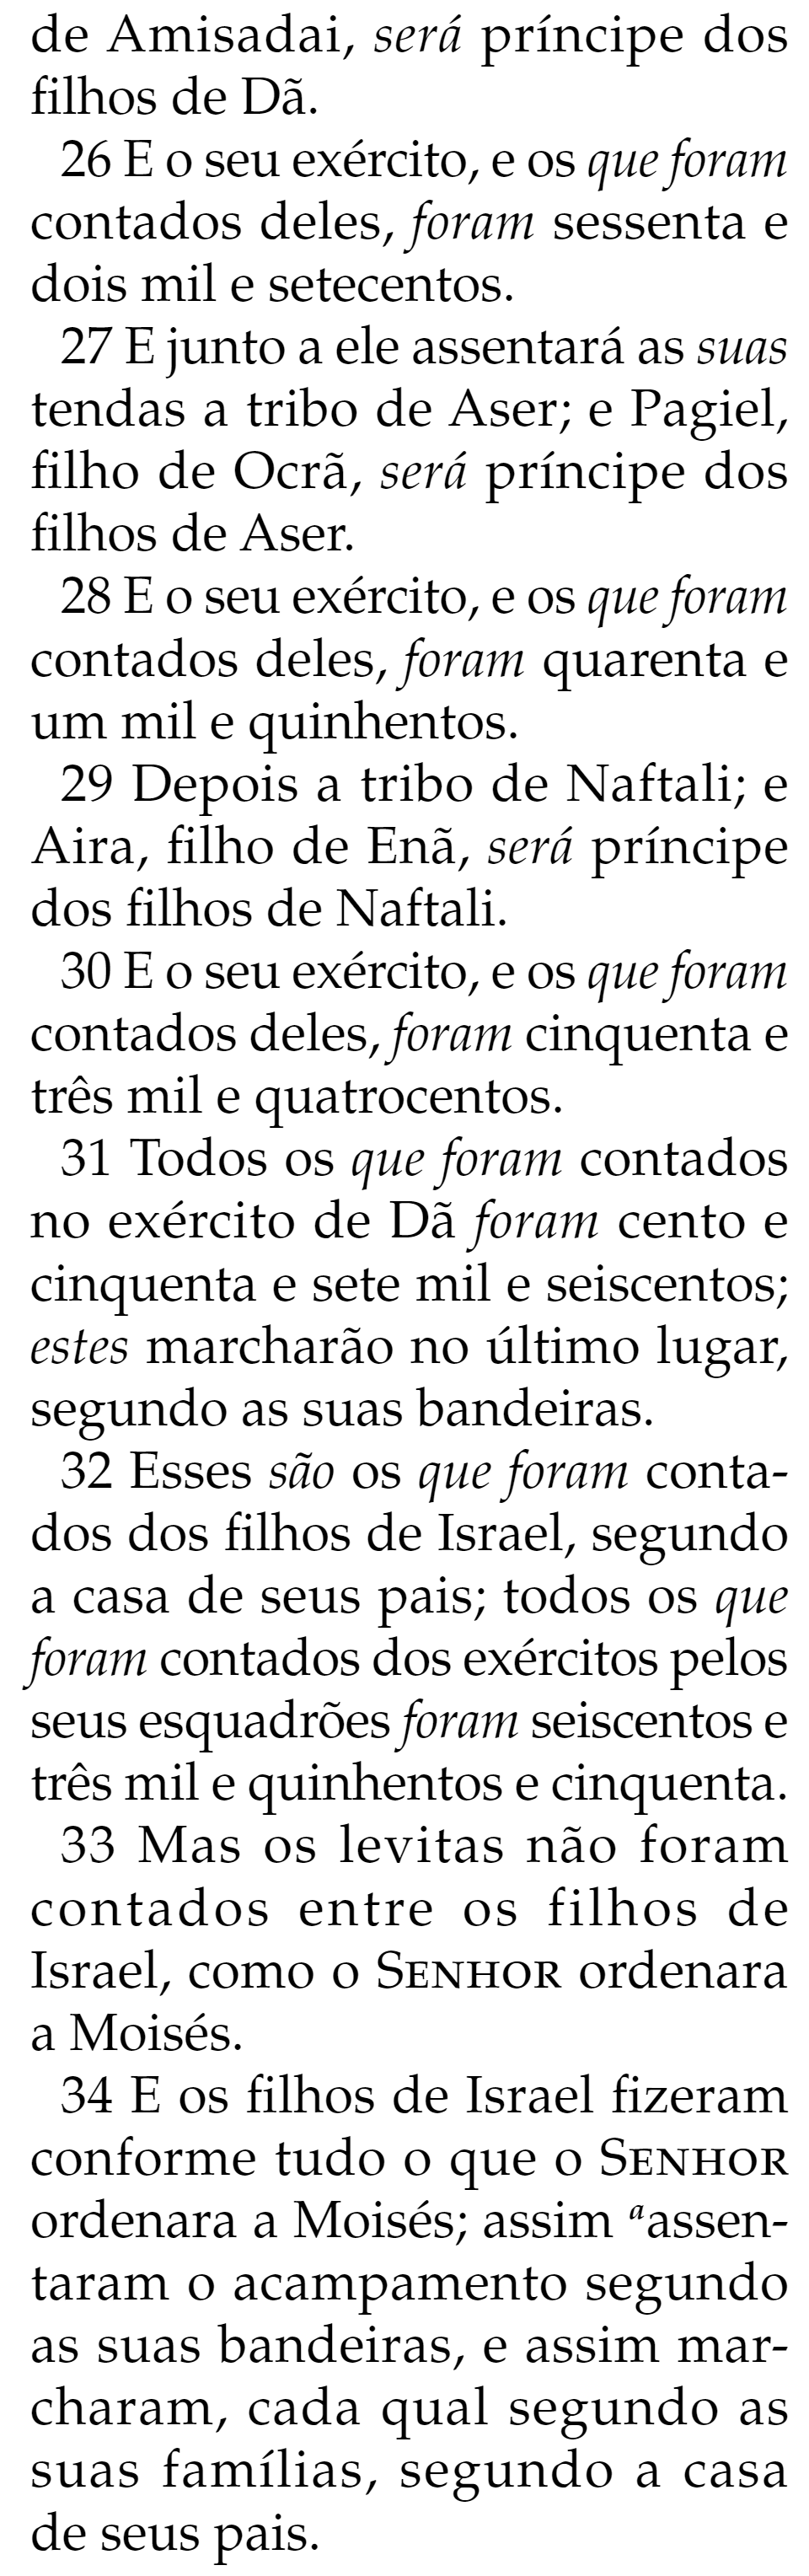 de Amisadai, será príncipe dos
filhos de Dã.
26 E o seu exército, e os que foram
contados deles, foram sessenta e
dois mil e setecentos.
27 E junto a ele assentará as suas
tendas a tribo de Aser; e Pagiel,
filho de Ocrã, será príncipe dos
filhos de Aser.
28 E o seu exército, e os que foram
contados deles, foram quarenta e
um mil e quinhentos.
29 Depois a tribo de Naftali; e
Aira, filho de Enã, será príncipe
dos filhos de Naftali.
30 E o seu exército, e os que foram
contados deles, foram cinquenta e
três mil e quatrocentos.
31 Todos os que foram contados
no exército de Dã foram cento e
cinquenta e sete mil e seiscentos;
estes marcharão no último lugar,
segundo as suas bandeiras.
32 Esses são os que foram conta-
dos dos filhos de Israel, segundo
a casa de seus pais; todos os que
foram contados dos exércitos pelos
seus esquadrões foram seiscentos e
três mil e quinhentos e cinquenta.
33 Mas os levitas não foram
contados entre os filhos de
Israel, como o SENHOR ordenara
a Moisés.
34 E os filhos de Israel fizeram
conforme tudo o que o SENHOR
ordenara a Moisés; assim ᵃassen-
taram o acampamento segundo
as suas bandeiras, e assim mar-
charam, cada qual segundo as
suas famílias, segundo a casa
de seus pais.